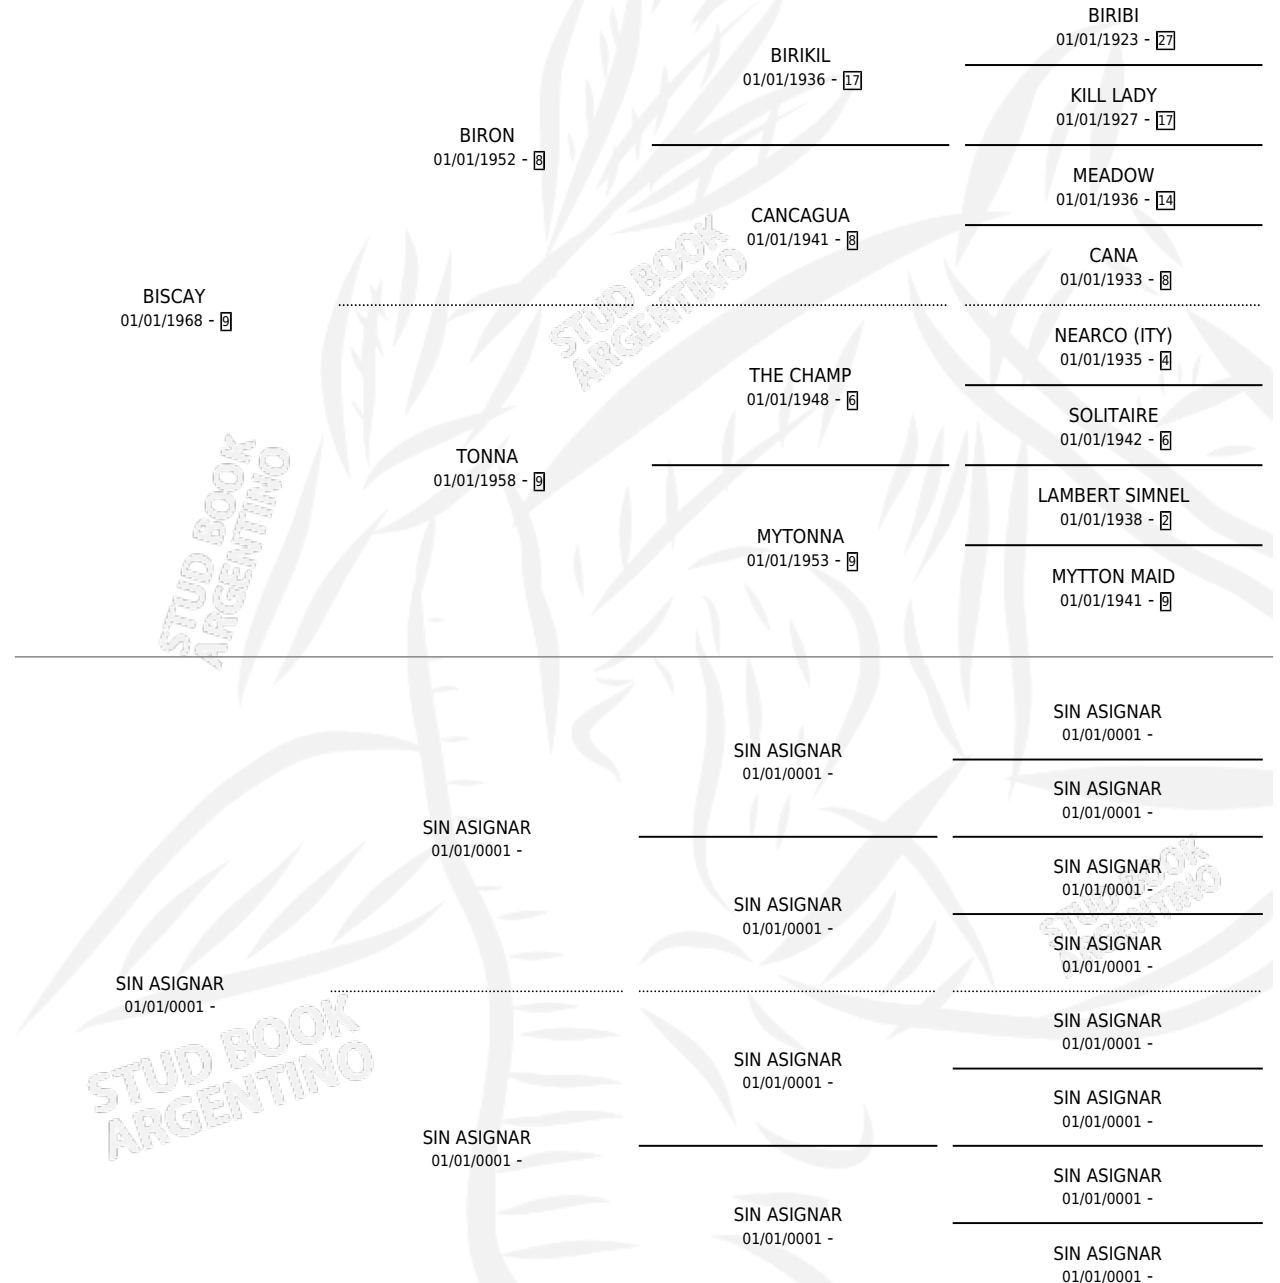 BIRIBI
01/01/1923 - 27
BIRIKIL
01/01/1936 - 17
KILL LADY
01/01/1927 - 17
BIRON
01/01/1952 - 8
MEADOW
01/01/1936 - 14
CANCAGUA
01/01/1941 - 8
CANA
01/01/1933 - 8
BISCAY
01/01/1968 - 9
NEARCO (ITY)
01/01/1935 - 4
THE CHAMP
01/01/1948 - 6
SOLITAIRE
01/01/1942 - 6
TONNA
01/01/1958 - 9
LAMBERT SIMNEL
01/01/1938 - 2
MYTONNA
01/01/1953 - 9
MYTTON MAID
01/01/1941 - 9
STUD BOOK
ARGENTINO
STUD BOOK
ARGENTINO
SIN ASIGNAR
01/01/0001 -
SIN ASIGNAR
01/01/0001 -
SIN ASIGNAR
01/01/0001 -
SIN ASIGNAR
01/01/0001 -
SIN ASIGNAR
01/01/0001 -
SIN ASIGNAR
01/01/0001 -
SIN ASIGNAR
01/01/0001 -
SIN ASIGNAR
01/01/0001 -
SIN ASIGNAR
01/01/0001 -
SIN ASIGNAR
01/01/0001 -
SIN ASIGNAR
01/01/0001 -
SIN ASIGNAR
01/01/0001 -
SIN ASIGNAR
01/01/0001 -
SIN ASIGNAR
01/01/0001 -
SIN ASIGNAR
01/01/0001 -
STUD BOOK
ARGENTINO
STUD BOOK
ARGENTINO